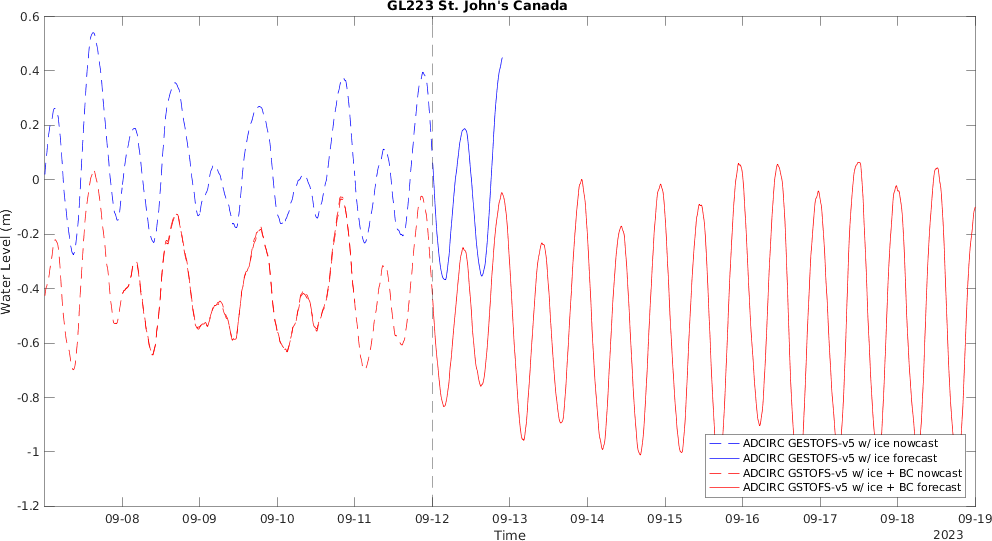 GL223 St. John's Canada
0.6
0.4
0.2
0
-0.2
-0.4
-0.6
-0.8
-1
-1.2
Water Level (m)
ADCIRC GESTOFS-v5 w/ ice nowcast
ADCIRC GESTOFS-v5 w/ ice forecast
ADCIRC GSTOFS-v5 w/ ice + BC nowcast
ADCIRC GSTOFS-v5 w/ ice + BC forecast
09-08 09-09 09-10 09-11 09-12 09-13 09-14 09-15 09-16 09-17 09-18 09-19
Time
2023